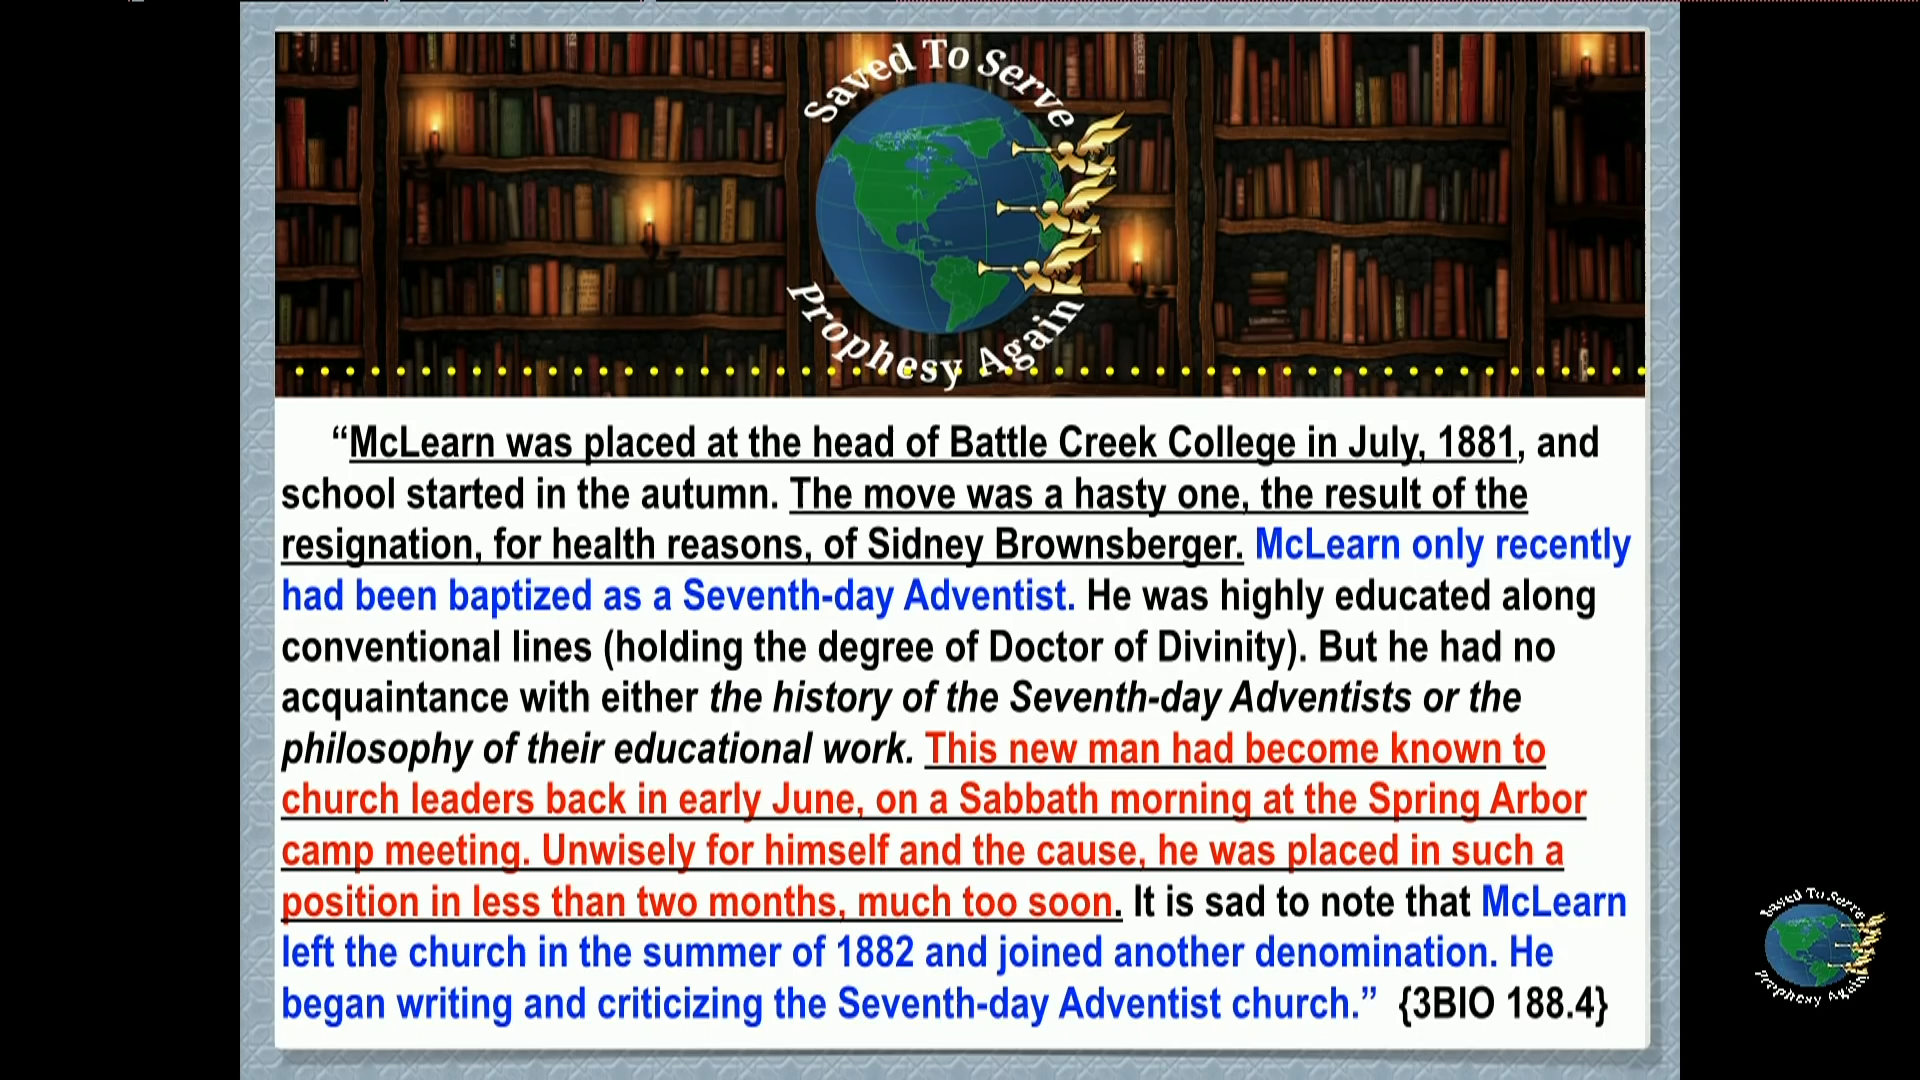 Saved To Serve
Prophesy Again
“McLearn was placed at the head of Battle Creek College in July, 1881, and
school started in the autumn. The move was a hasty one, the result of the
resignation, for health reasons, of Sidney Brownsberger. McLearn only recently
had been baptized as a Seventh-day Adventist. He was highly educated along
conventional lines (holding the degree of Doctor of Divinity). But he had no
acquaintance with either the history of the Seventh-day Adventists or the
philosophy of their educational work. This new man had become known to
church leaders back in early June, on a Sabbath morning at the Spring Arbor
camp meeting. Unwisely for himself and the cause, he was placed in such a
position in less than two months, much too soon. It is sad to note that McLearn
left the church in the summer of 1882 and joined another denomination. He
began writing and criticizing the Seventh-day Adventist church.” {3BIO 188.4}
Saved To Serve
Prophesy Again